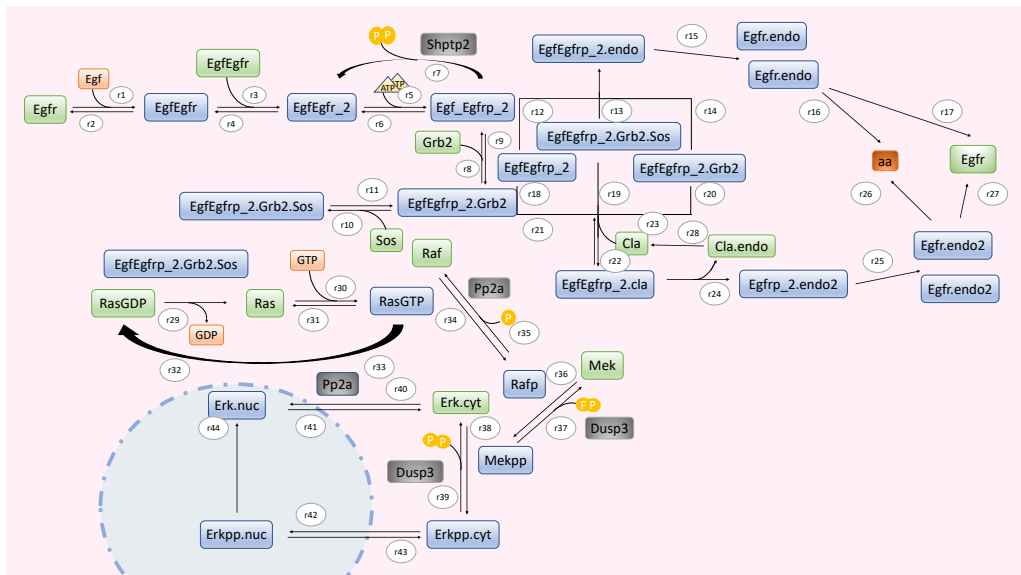 P P
Shptp2
r7
r15
Egfr.endo
EgfEgfrp_2.endo
Egfr.endo
EgfEgfr
Egf
r1
r3
ATP
TP
r5
r12
r13
r14
r16
r17
Egfr
EgfEgfr
EgfEgfr_2
Egf_Egfrp_2
r2
r4
r6
EgfEgfrp_2.Grb2.Sos
Grb2
r9
r8
EgfEgfrp_2
EgfEgfrp_2.Grb2
aa
Egfr
r11
r18
r19
r20
r26
r27
EgfEgfrp_2.Grb2.Sos
EgfEgfrp_2.Grb2
r10
r21
r23
r28
Sos
Raf
Cla
Cla.endo
Egfr.endo2
EgfEgfrp_2.Grb2.Sos
GTP
r22
r25
r30
Pp2a
EgfEgfrp_2.cla
Egfrp_2.endo2
Egfr.endo2
RasGDP
Ras
RasGTP
r24
r29
r31
r34
P
r35
GDP
r32
r33
r36
Mek
Pp2a
r40
Rafp
Erk.nuc
Erk.cyt
P P
r44
r41
r38
r37
Dusp3
P P
Mekpp
Dusp3
r39
r42
Erkpp.nuc
Erkpp.cyt
r43